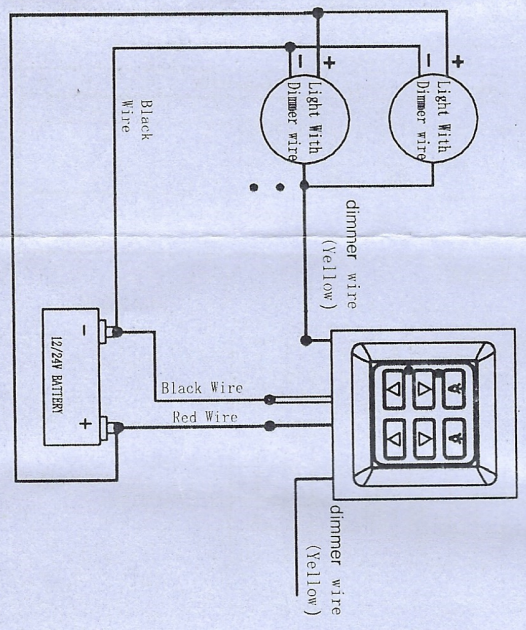 - +
Light With
Dimmer wire
- +
Light With
Dimmer wire
Black
Wire
dimmer wire
(Yellow)
-
12/24V BATTERY
+
Black Wire
Red Wire
dimmer wire
(Yellow)